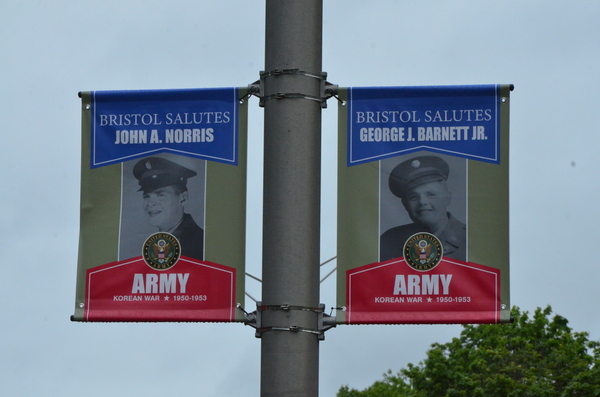 BRISTOL SALUTES
JOHN A. NORRIS
ARMY
KOREAN WAR ★ 1950-1953
BRISTOL SALUTES
GEORGE J. BARNETT JR.
ARMY
KOREAN WAR ★ 1950-1953